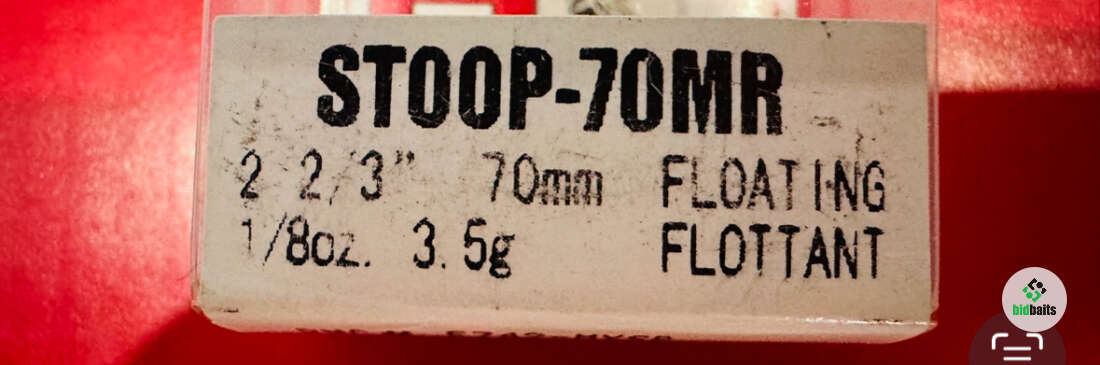 STOOP-70MR
2 2/3" 70mm FLOATING
1/8oz. 3.5g FLOTTANT
bidbaits